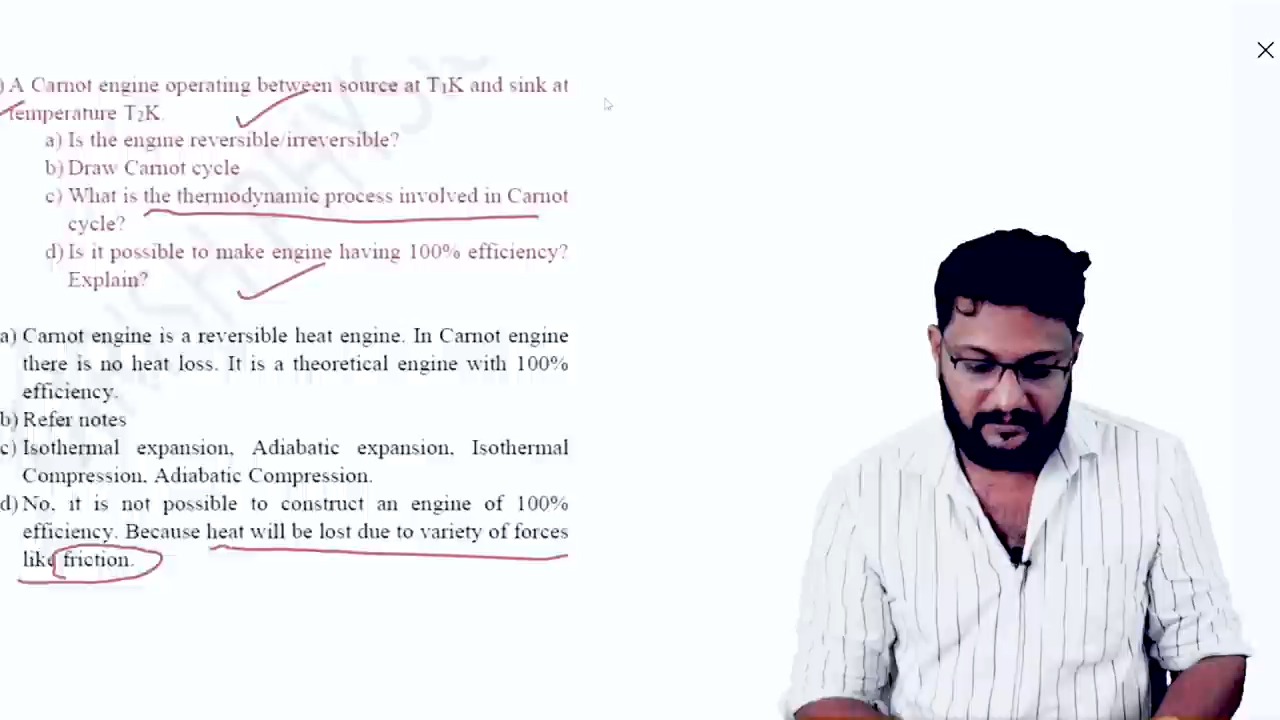 ) A Carnot engine operating between source at T₁K and sink at
temperature T₂K.
a) Is the engine reversible/irreversible?
b) Draw Carnot cycle
c) What is the thermodynamic process involved in Carnot
cycle?
d) Is it possible to make engine having 100% efficiency?
Explain?
a) Carnot engine is a reversible heat engine. In Carnot engine
there is no heat loss. It is a theoretical engine with 100%
efficiency.
b) Refer notes
c) Isothermal expansion, Adiabatic expansion, Isothermal
Compression, Adiabatic Compression.
d) No, it is not possible to construct an engine of 100%
efficiency. Because heat will be lost due to variety of forces
like friction.